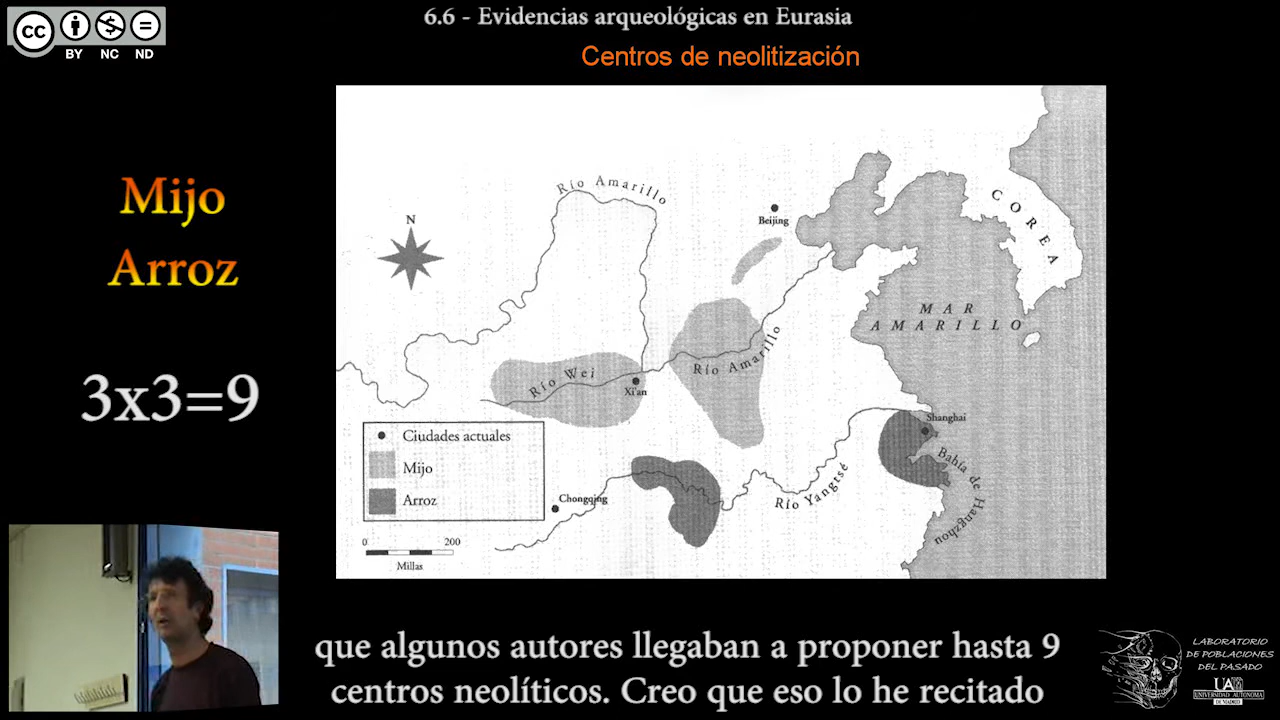 6.6 - Evidencias arqueológicas en Eurasia
Centros de neolitización
CC
BY NC ND
Mijo
Arroz
3x3=9
N
Río Amarillo
Beijing
COREA
MAR
AMARILLO
Río Wei
Xi'an
Río Amarillo
Shanghai
Bahía de Hangzhou
Río Yangtsé
Chongqing
Ciudades actuales
Mijo
Arroz
0 200
Millas
que algunos autores llegaban a proponer hasta 9
centros neolíticos. Creo que eso lo he recitado
LABORATORIO
DE POBLACIONES
DEL PASADO
UA
UNIVERSIDAD AUTONOMA
DE MADRID